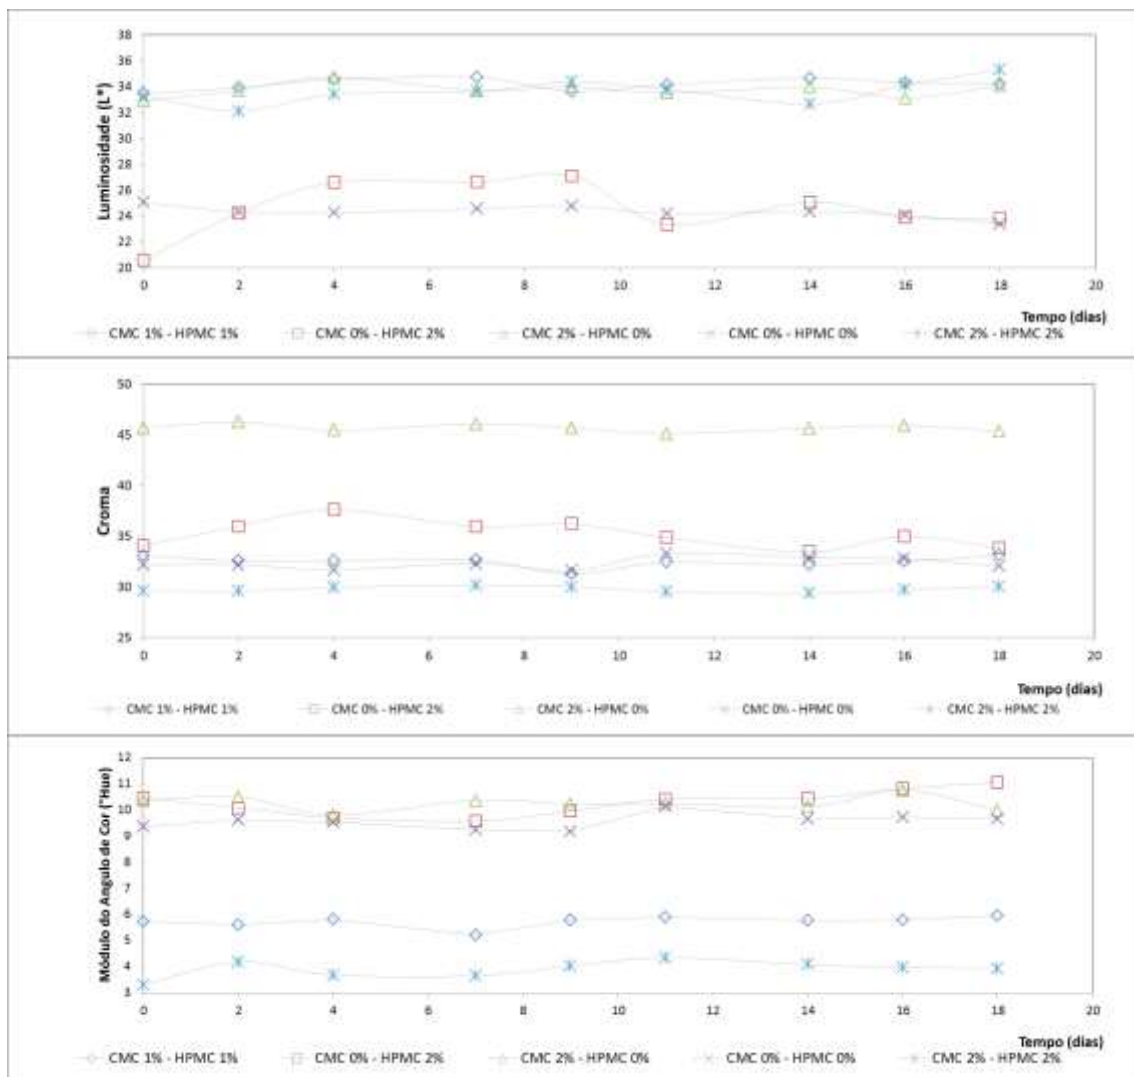 38
36
34
32
30
28
26
24
22
20
Luminosidade (L*)
0 2 4 6 8 10 12 14 16 18 20
Tempo (días)
CMC 1% - HPMC 1% CMC 0% - HPMC 2% CMC 2% - HPMC 0% CMC 0% - HPMC 0% CMC 2% - HPMC 2%
50
45
40
35
30
25
Croma
0 2 4 6 8 10 12 14 16 18 20
Tempo (días)
CMC 1% - HPMC 1% CMC 0% - HPMC 2% CMC 2% - HPMC 0% CMC 0% - HPMC 0% CMC 2% - HPMC 2%
12
11
10
9
8
7
6
5
4
3
Módulo do Angulo de Cor (°Hue)
0 2 4 6 8 10 12 14 16 18 20
Tempo (días)
CMC 1% - HPMC 1% CMC 0% - HPMC 2% CMC 2% - HPMC 0% CMC 0% - HPMC 0% CMC 2% - HPMC 2%